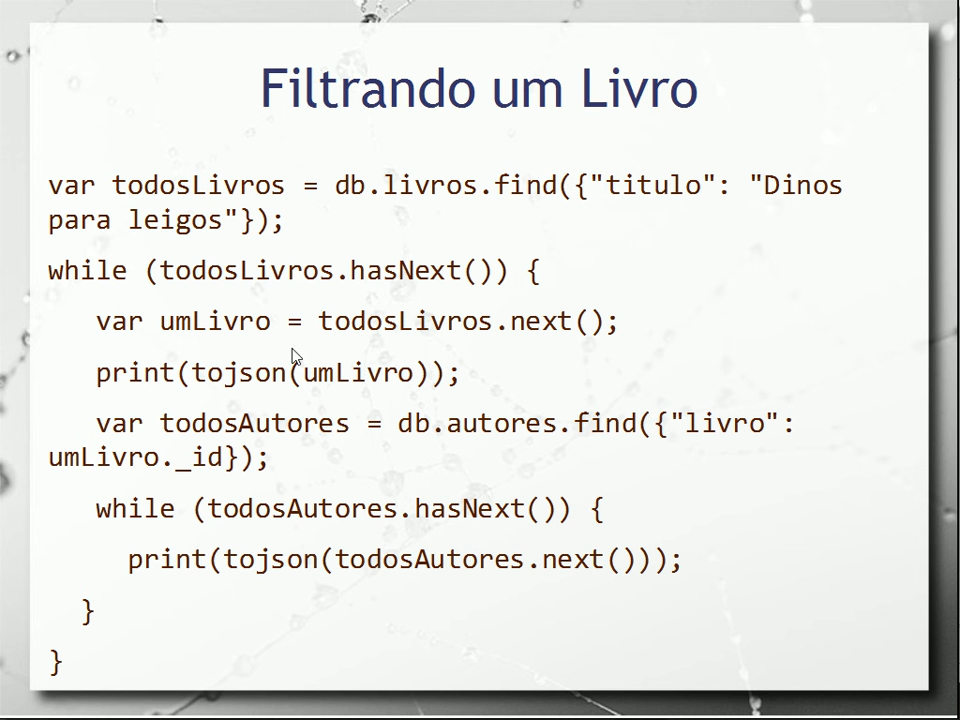 Filtrando um Livro
var todosLivros = db.livros.find({"titulo": "Dinos
para leigos"});
while (todosLivros.hasNext()) {
var umLivro = todosLivros.next();
print(tojson(umLivro));
var todosAutores = db.autores.find({"livro":
umLivro._id});
while (todosAutores.hasNext()) {
print(tojson(todosAutores.next()));
}
}